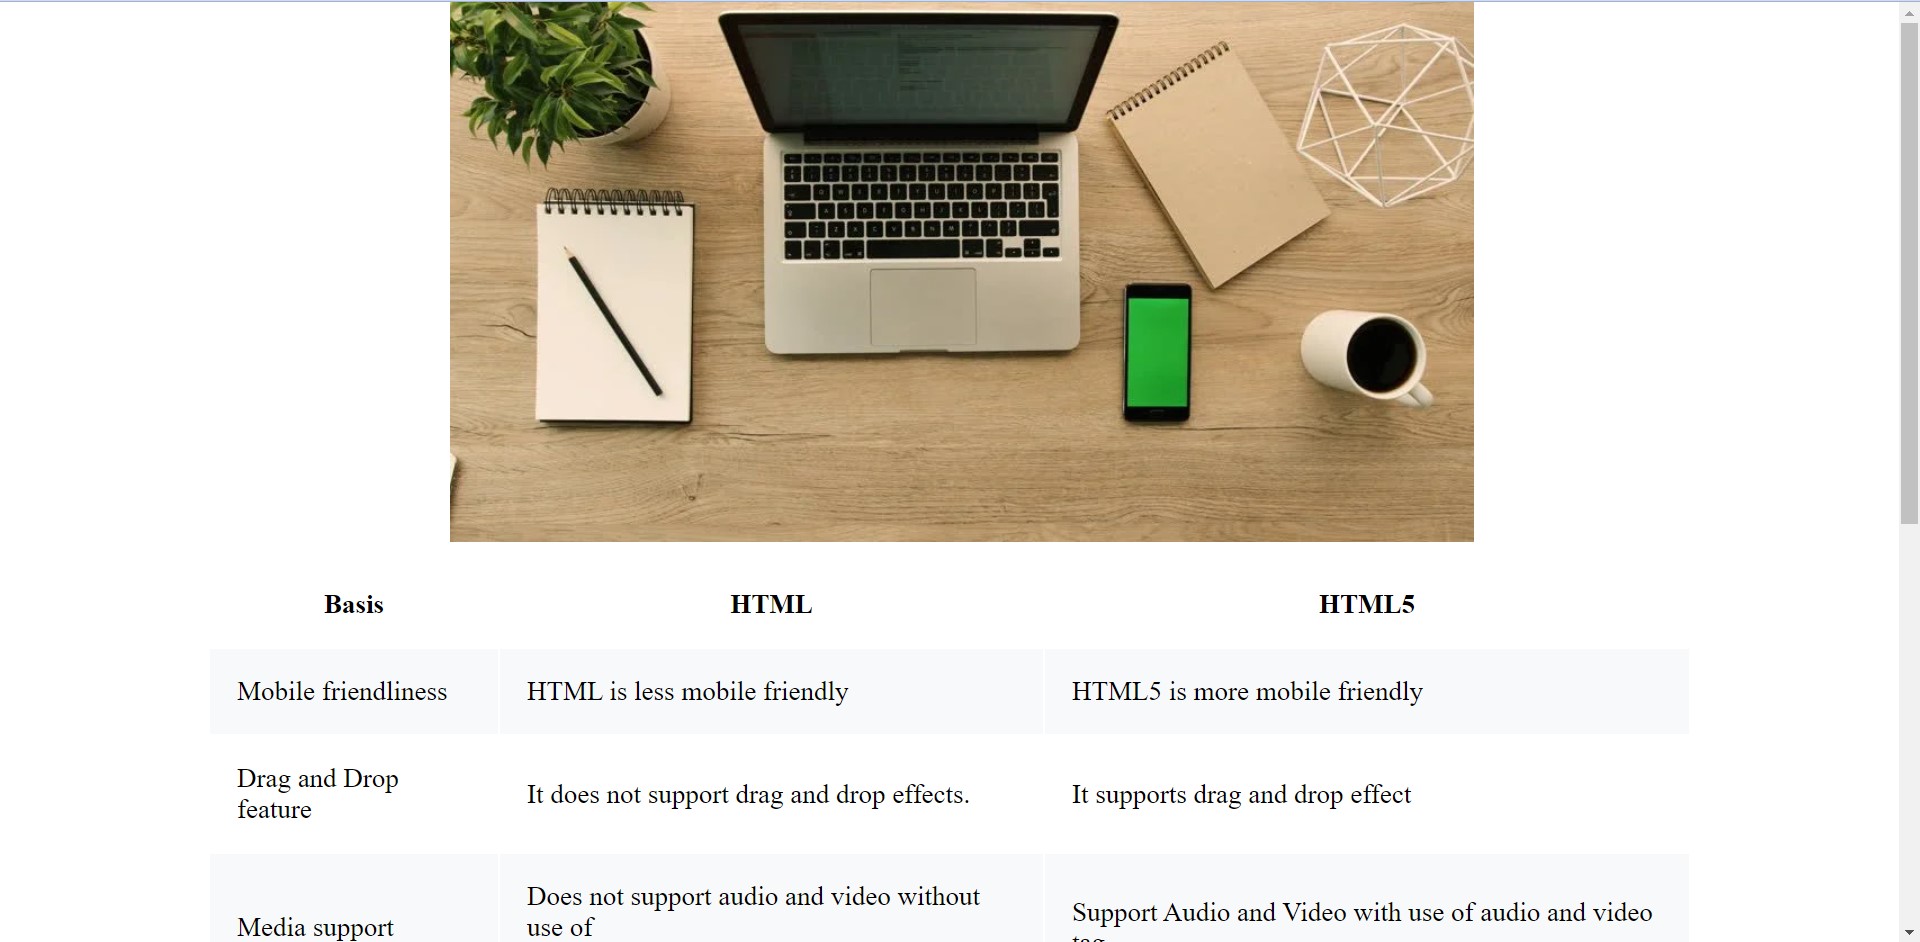 Basis HTML HTML5
Mobile friendliness HTML is less mobile friendly HTML5 is more mobile friendly
Drag and Drop
feature
It does not support drag and drop effects.
It supports drag and drop effect
Media support
Does not support audio and video without
use of
Support Audio and Video with use of audio and video
tag